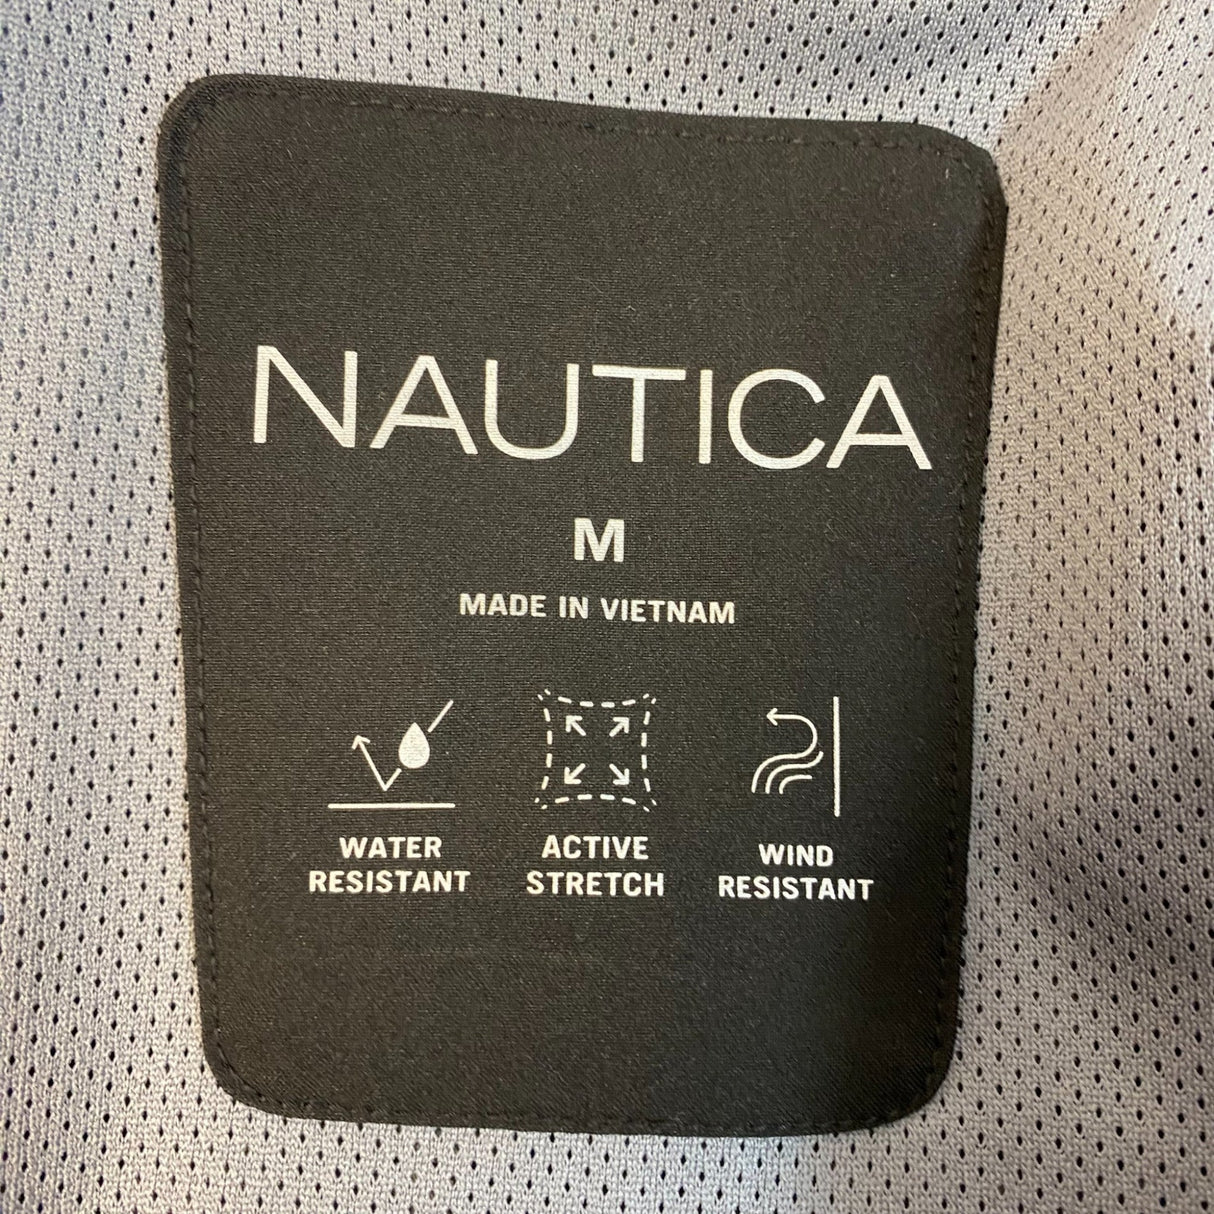 NAUTICA
M
MADE IN VIETNAM
WATER
RESISTANT
ACTIVE
STRETCH
WIND
RESISTANT